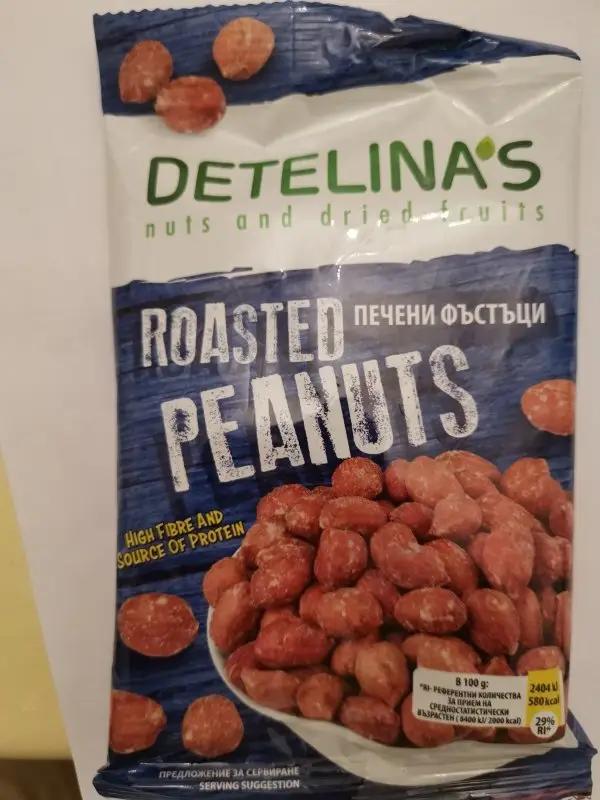 DETELINA'S
nuts and dried fruits
ROASTED
ПЕЧЕНИ ФЪСТЪЦИ
PEANUTS
HIGH FIBRE AND
SOURCE OF PROTEIN
В 100 g:
*RI- РЕФЕРЕНТНИ КОЛИЧЕСТВА
ЗА ПРИЕМ НА
СРЕДНОСТАТИСТИЧЕСКИ
ВЪЗРАСТЕН ( 8400 kJ/ 2000 kcal)
2404 kJ
580 kcal
29%
RI*
ПРЕДЛОЖЕНИЕ ЗА СЕРВИРАНЕ
SERVING SUGGESTION